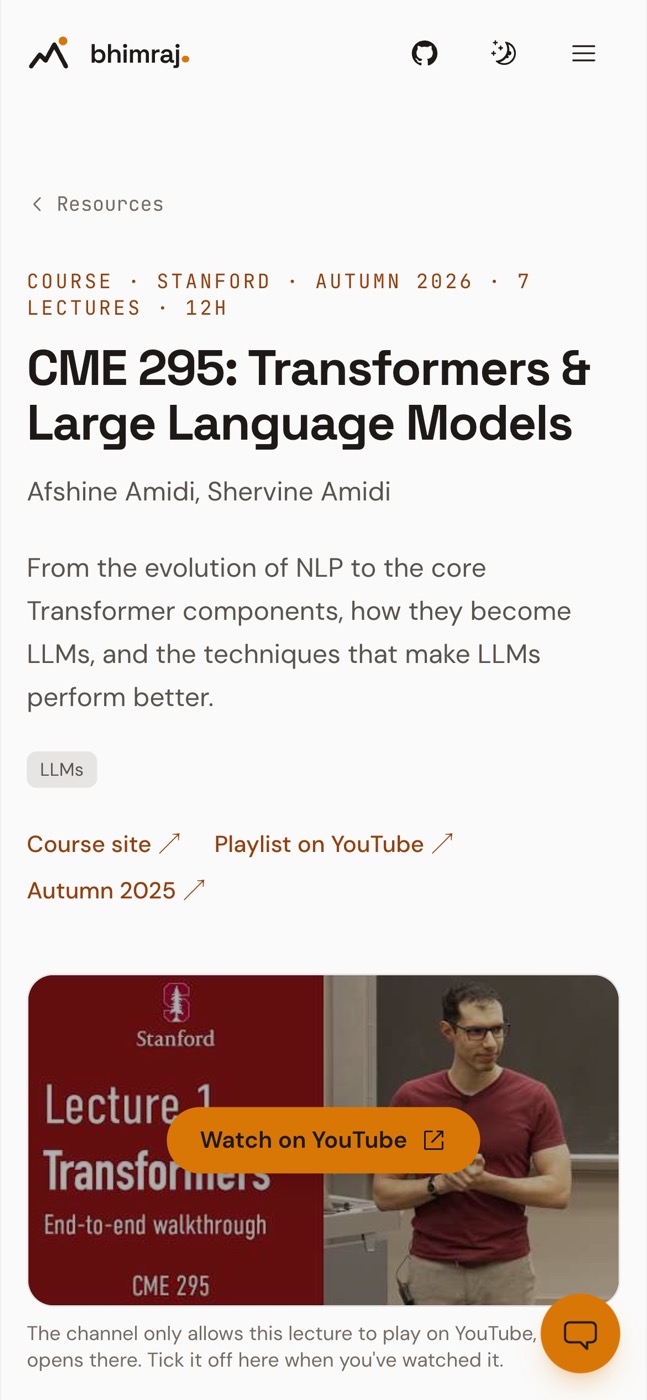 bhimraj.
Resources
COURSE · STANFORD · AUTUMN 2026 · 7
LECTURES · 12H
CME 295: Transformers &
Large Language Models
Afshine Amidi, Shervine Amidi
From the evolution of NLP to the core
Transformer components, how they become
LLMs, and the techniques that make LLMs
perform better.
LLMs
Course site ↗ Playlist on YouTube ↗
Autumn 2025 ↗
Stanford
Lecture 1
Watch on YouTube
Transformers
End-to-end walkthrough
CME 295
The channel only allows this lecture to play on YouTube,
opens there. Tick it off here when you've watched it.